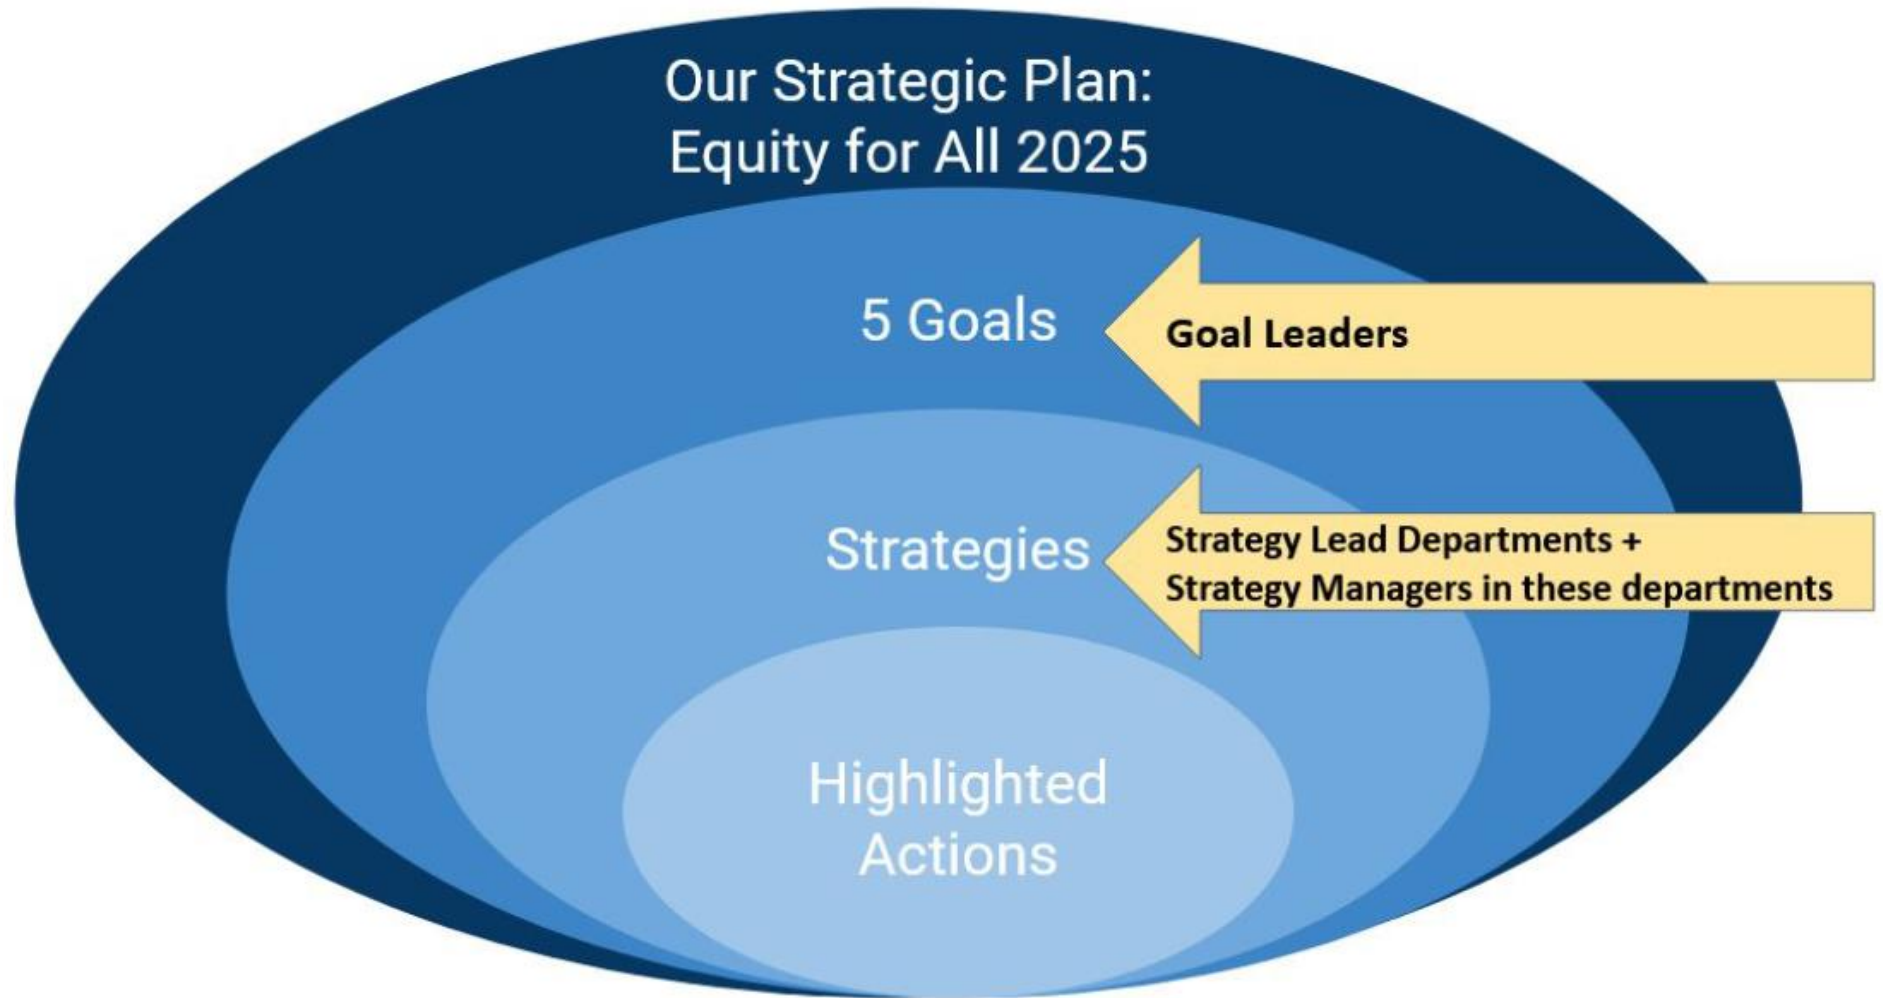 Our Strategic Plan:
Equity for All 2025
5 Goals
Goal Leaders
Strategies
Strategy Lead Departments +
Strategy Managers in these departments
Highlighted
Actions